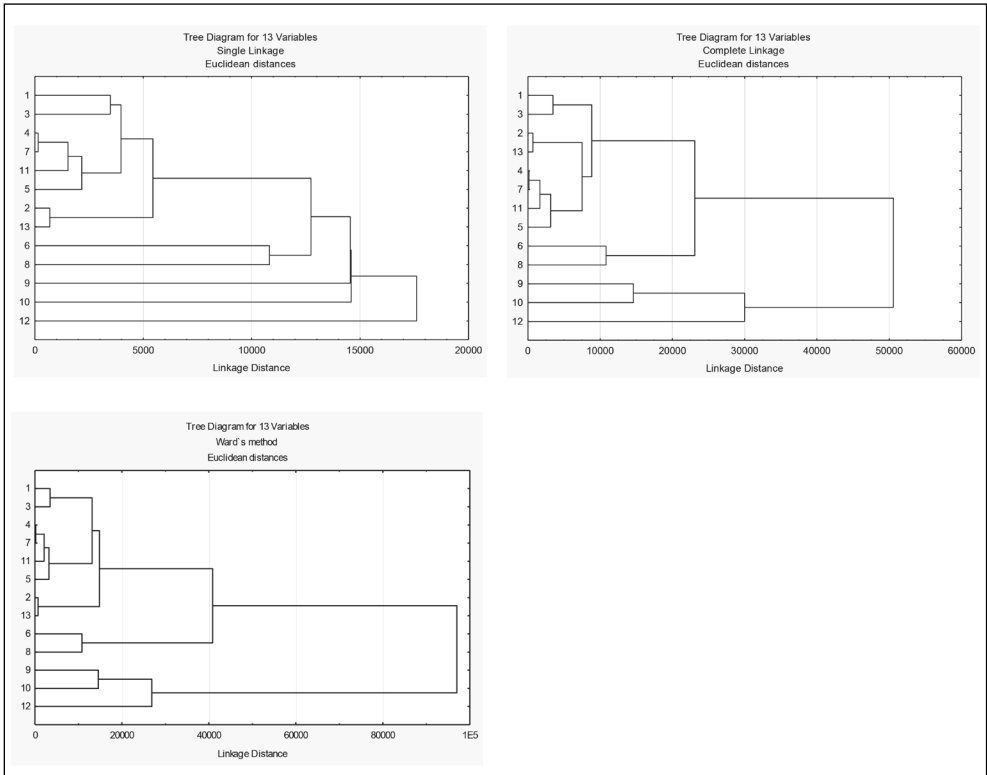 Tree Diagram for 13 Variables
Single Linkage
Euclidean distances
1
3
4
7
11
5
2
13
6
8
9
10
12
0 5000 10000 15000 20000
Linkage Distance
Tree Diagram for 13 Variables
Complete Linkage
Euclidean distances
1
3
2
13
4
7
11
5
6
8
9
10
12
0 10000 20000 30000 40000 50000 60000
Linkage Distance
Tree Diagram for 13 Variables
Ward`s method
Euclidean distances
1
3
4
7
11
5
2
13
6
8
9
10
12
0 20000 40000 60000 80000 1E5
Linkage Distance